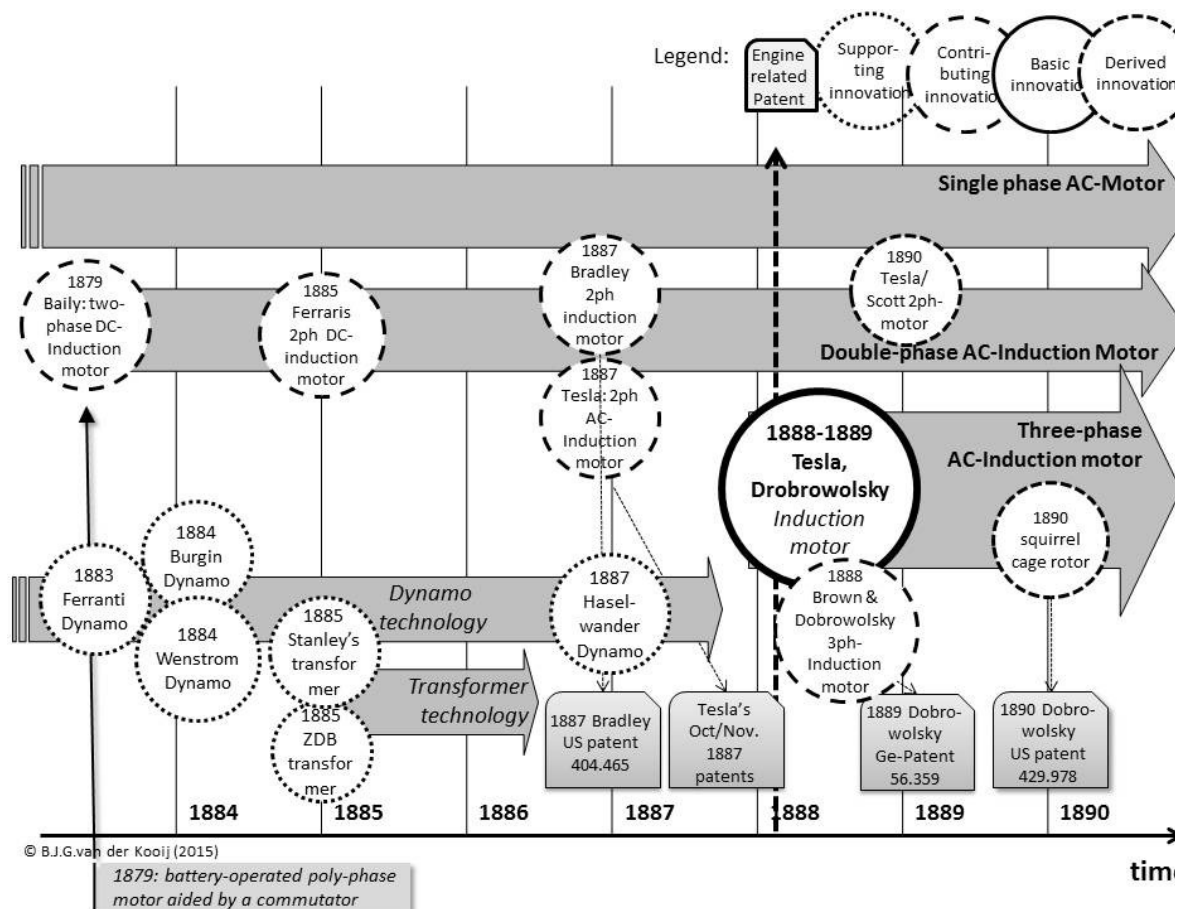 Legend:
Engine
related
Patent
Suppor-
ting
innovation
Contri-
buting
innovatio
Basic
innovatio
Derived
innovation
Single phase AC-Motor
1879
Baily: two-
phase DC-
Induction
motor
1885
Ferraris
2ph DC-
induction
motor
1887
Bradley
2ph
induction
motor
1890
Tesla/
Scott 2ph-
motor
Double-phase AC-Induction Motor
1887
Tesla: 2ph
AC-
Induction
motor
1888-1889
Tesla,
Drobrowolsky
Induction
motor
Three-phase
AC-Induction motor
1890
squirrel
cage rotor
1884
Burgin
Dynamo
1883
Ferranti
Dynamo
1884
Wenstrom
Dynamo
Dynamo
technology
1885
Stanley's
transfor
mer
1887
Hasel-
wander
Dynamo
1888
Brown &
Dobrowolsky
3ph-
Induction
motor
Transformer
technology
1885
ZDB
transfor
mer
1887 Bradley
US patent
404.465
Tesla's
Oct/Nov.
1887
patents
1889 Dobro-
wolsky
Ge-Patent
56.359
1890 Dobro-
wolsky
US patent
429.978
1884 1885 1886 1887 1888 1889 1890
© B.J.G.van der Kooij (2015)
time
1879: battery-operated poly-phase
motor aided by a commutator